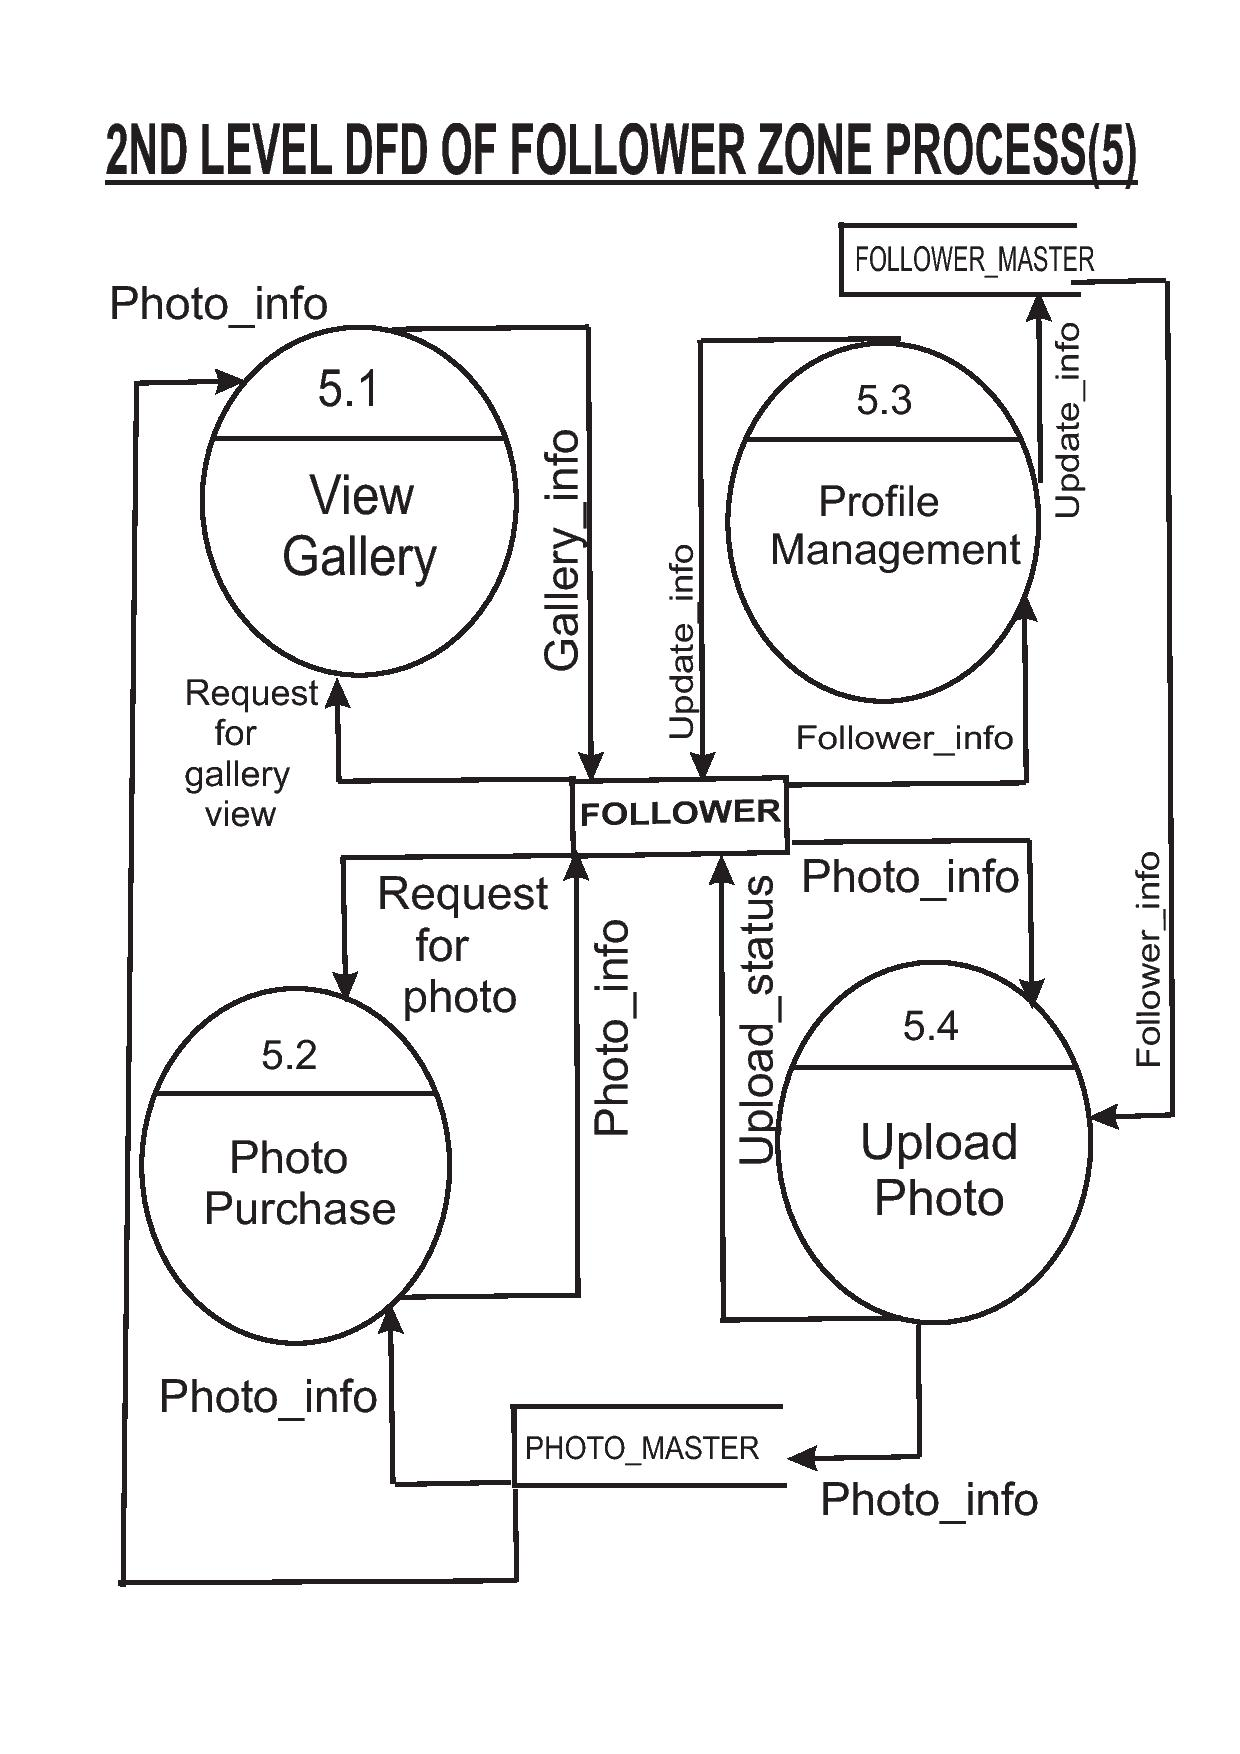 2ND LEVEL DFD OF FOLLOWER ZONE PROCESS(5)
FOLLOWER_MASTER
Photo_info
5.1
View
Gallery
Gallery_info
5.3
Profile
Management
Update_info
Update_info
Request
for
gallery
view
Follower_info
FOLLOWER
Request
for
photo
Photo_info
Upload_status
Photo_info
Follower_info
5.2
Photo
Purchase
5.4
Upload
Photo
Photo_info
PHOTO_MASTER
Photo_info